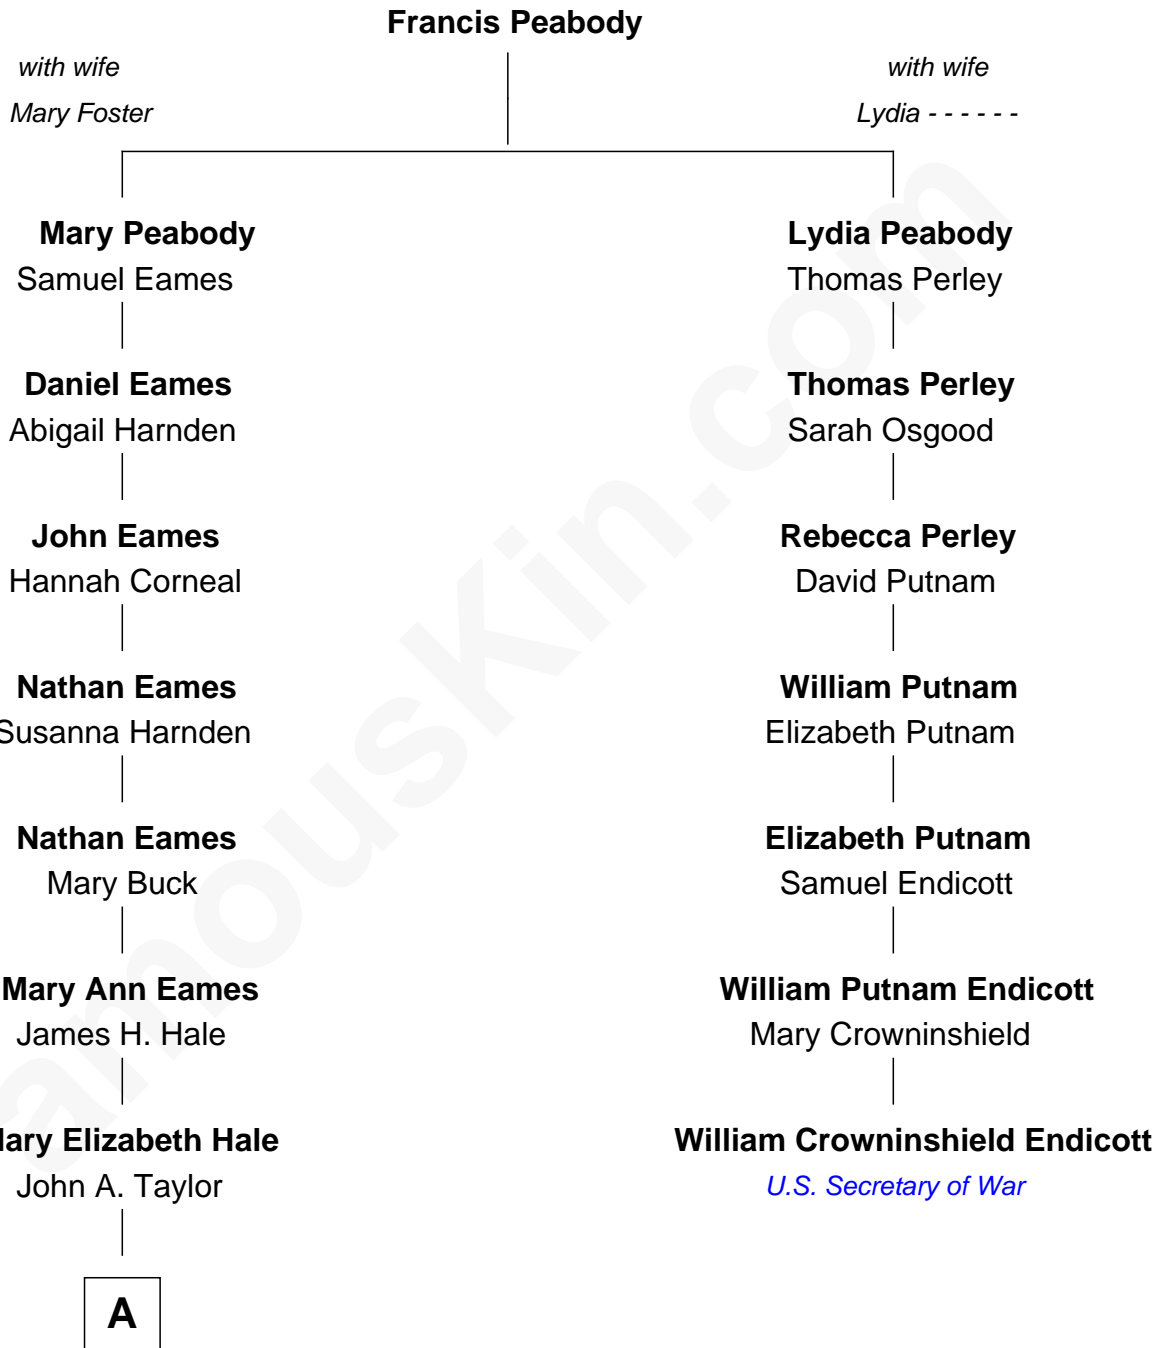 Francis Peabody
with wife
Mary Foster
with wife
Lydia - - - - - -
Mary Peabody
Samuel Eames
Lydia Peabody
Thomas Perley
Daniel Eames
Abigail Harnden
Thomas Perley
Sarah Osgood
John Eames
Hannah Corneal
Rebecca Perley
David Putnam
Nathan Eames
Susanna Harnden
William Putnam
Elizabeth Putnam
Nathan Eames
Mary Buck
Elizabeth Putnam
Samuel Endicott
Mary Ann Eames
James H. Hale
William Putnam Endicott
Mary Crowninshield
Mary Elizabeth Hale
John A. Taylor
William Crowninshield Endicott
U.S. Secretary of War
A
amouskin.com